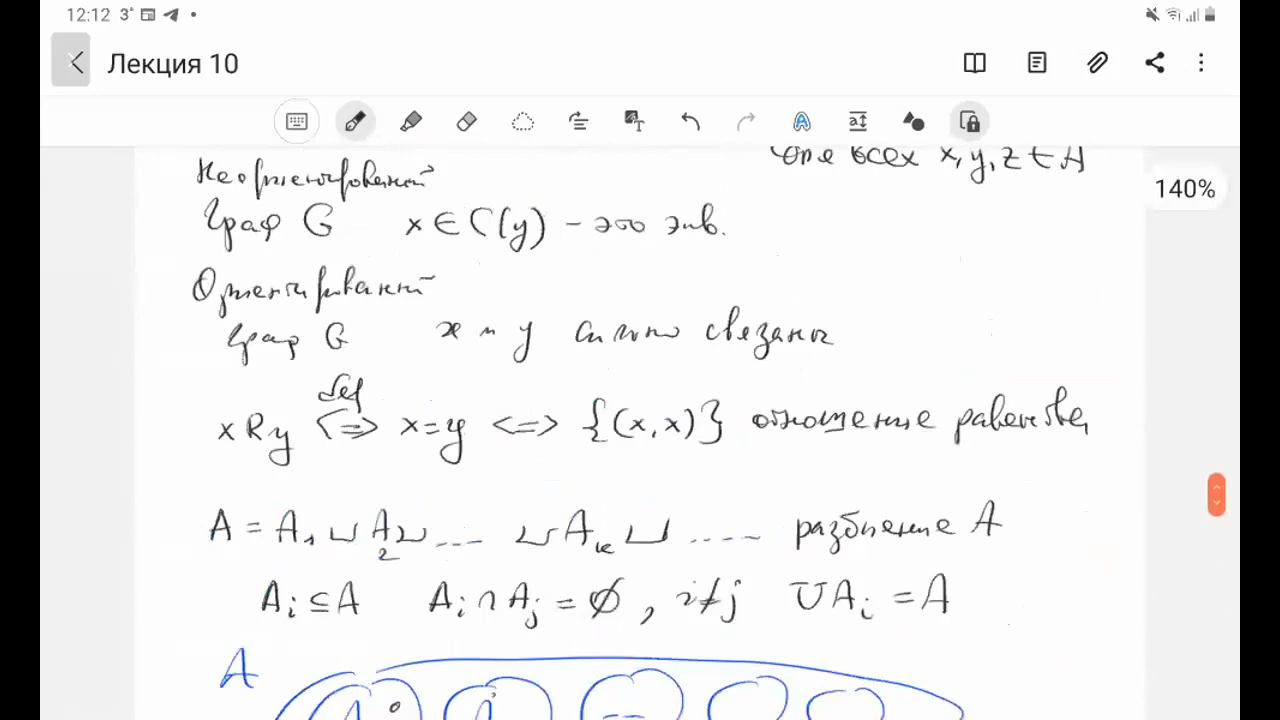 12:12 3°
Лекция 10
140%
для всех x, y, z ∈ A
Неориентированный
граф G x ∈ C(y) – это экв.
Ориентированный
граф G x и y сильно связаны
x R y <=> def x = y <=> {(x, x)} отношение равенства
A = A₁ ⊔ A₂ ⊔ ... ⊔ Aₖ ⊔ ..... разбиение A
Aᵢ ⊆ A Aᵢ ∩ Aⱼ = ∅, i ≠ j ∪Aᵢ = A
A